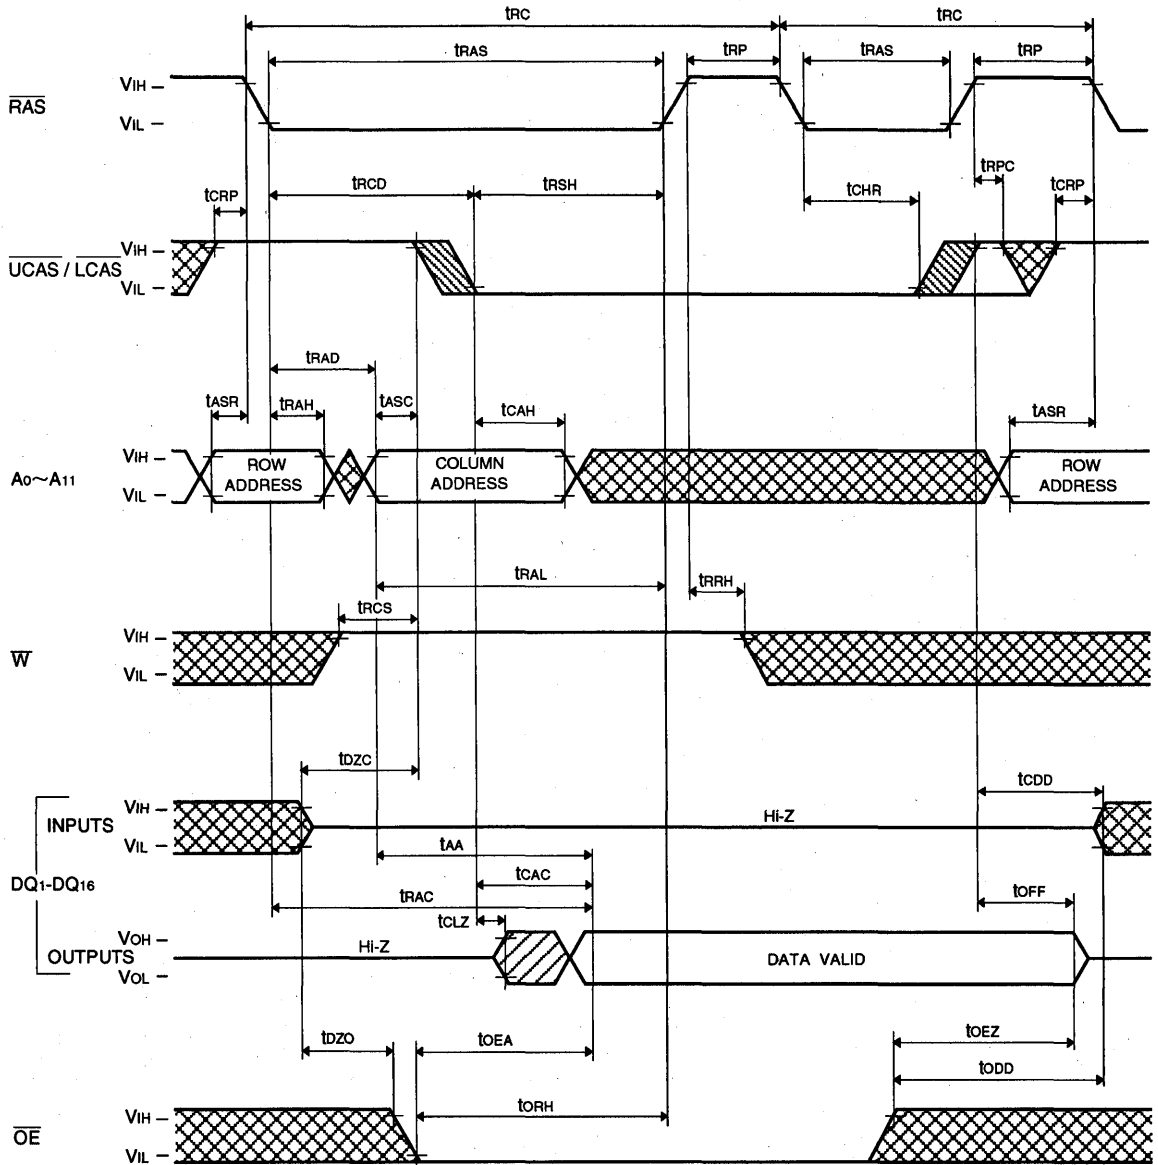 tRC tRC
tRAS tRP tRAS tRP
VIH
RAS
VIL
tRPC
tCRP tRCD tRSH tCHR tCRP
VIH
UCAS / LCAS
VIL
tRAD
tASR tRAH tASC tCAH tASR
VIH ROW COLUMN ROW
A0~A11
VIL ADDRESS ADDRESS ADDRESS
tRAL tRRH
tRCS
VIH
W
VIL
tDZC
tCDD
VIH
INPUTS Hi-Z
VIL
tAA
tCAC
DQ1-DQ16
tRAC tOFF
tCLZ
VOH Hi-Z
OUTPUTS DATA VALID
VOL
tDZO tOEA tOEZ
tODD
tORH
VIH
OE
VIL